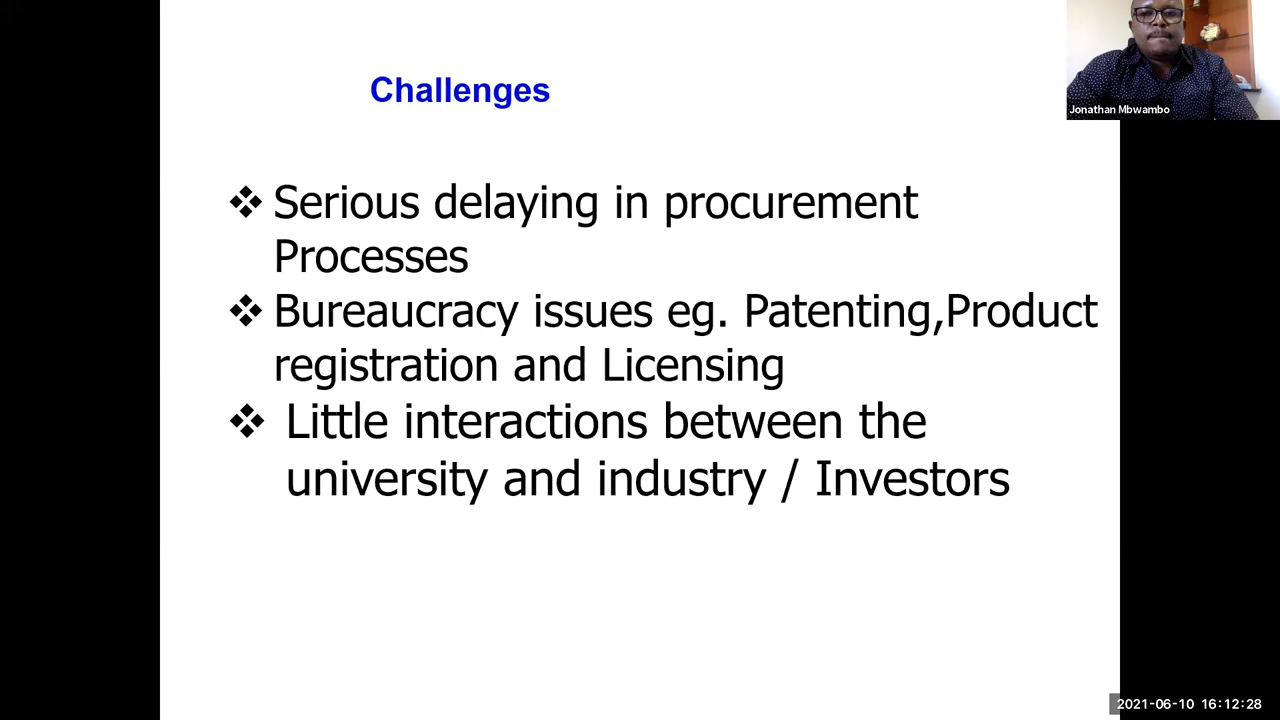 Challenges
Jonathan Mbwambo
❖ Serious delaying in procurement
Processes
❖ Bureaucracy issues eg. Patenting,Product
registration and Licensing
❖ Little interactions between the
university and industry / Investors
2021-06-10 16:12:28